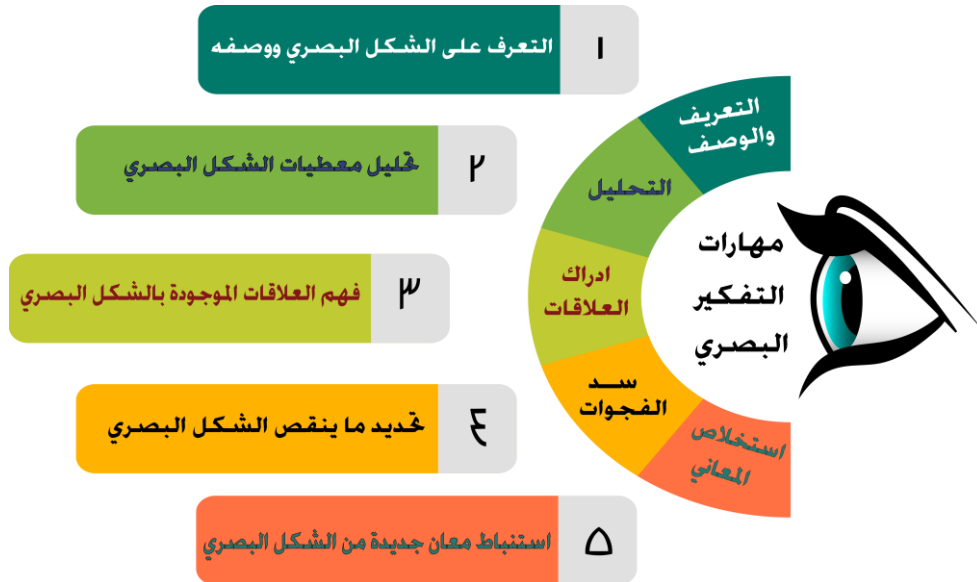 مهارات
التفكير
البصري
التعريف
والوصف
١
التعرف على الشكل البصري ووصفه
التحليل
٢
تحليل معطيات الشكل البصري
ادراك
العلاقات
٣
فهم العلاقات الموجودة بالشكل البصري
سد
الفجوات
٤
تحديد ما ينقص الشكل البصري
استخلاص
المعاني
٥
استنباط معان جديدة من الشكل البصري